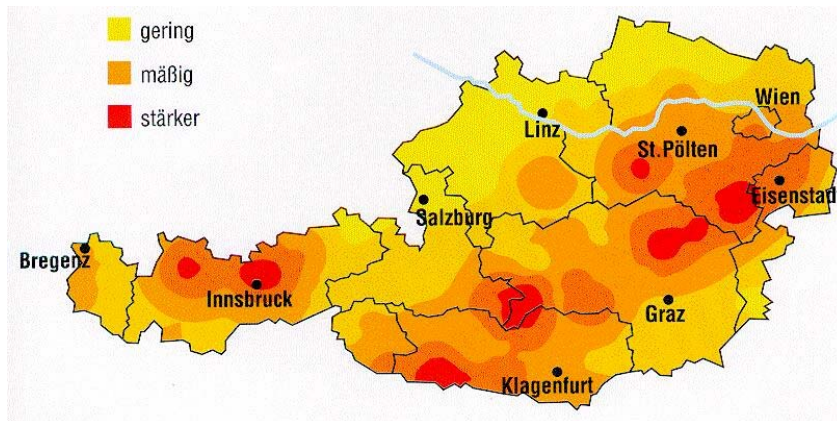 gering
mäßig
stärker
Wien
Linz
St.Pölten
Eisenstad
Salzburg
Bregenz
Innsbruck
Graz
Klagenfurt